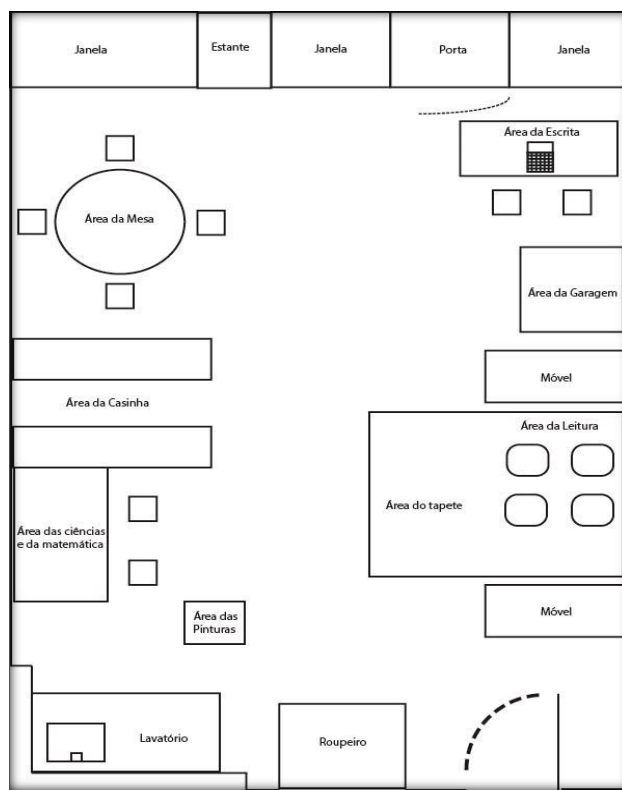 Janela
Estante
Janela
Porta
Janela
Área da Escrita
Área da Mesa
Área da Garagem
Móvel
Área da Casinha
Área da Leitura
Área do tapete
Área das ciências
e da matemática
Área das
Pinturas
Móvel
Lavatório
Roupeiro